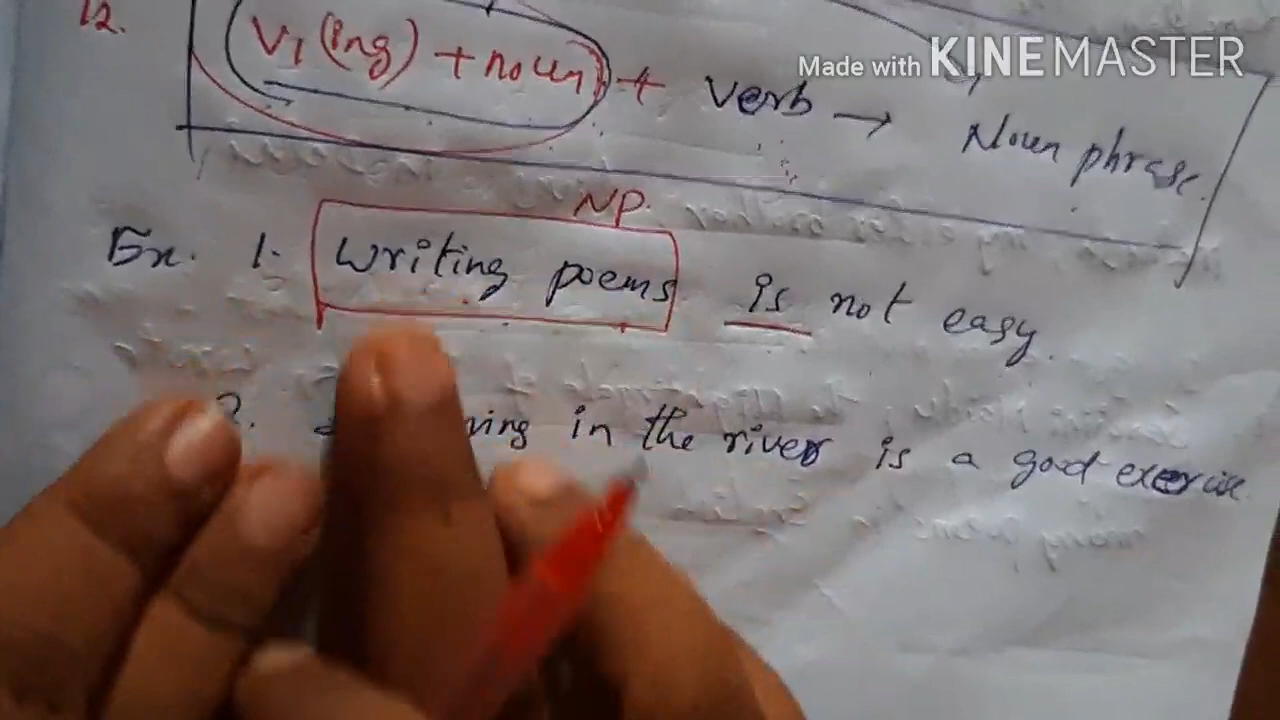 12.
V1 (ing) + noun + verb → Noun phrase.
Made with KINEMASTER
NP.
Ex. 1. Writing poems is not easy.
2. in the river is a good exercise